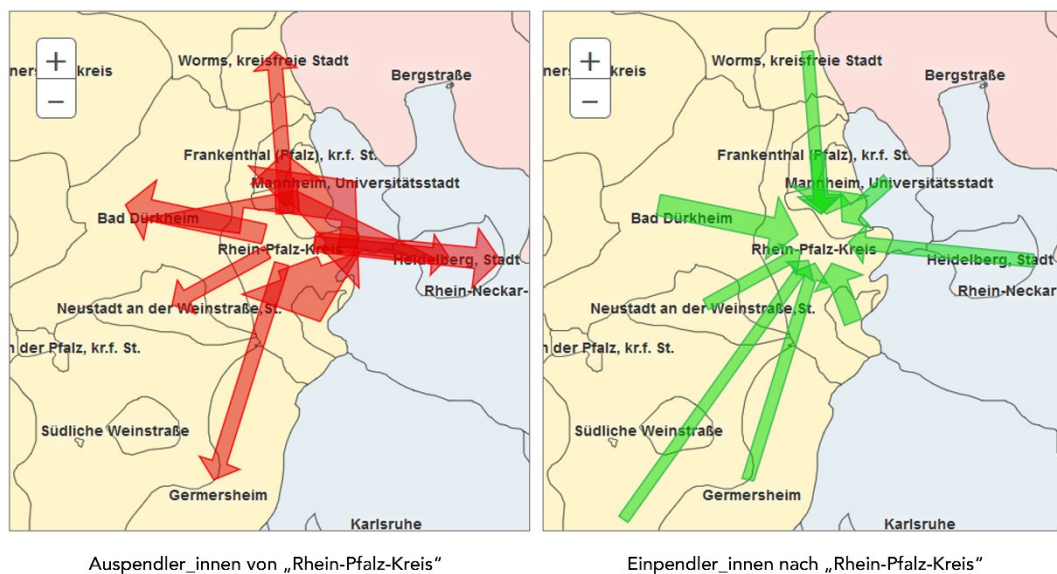 +
−
Worms, kreisfreie Stadt
ners kreis
Bergstraße
Frankenthal (Pfalz), kr.f. St.
Mannheim, Universitätsstadt
Bad Dürkheim
Rhein-Pfalz-Kreis
Heidelberg, Stadt
Rhein-Neckar-
Neustadt an der Weinstraße, St.
n der Pfalz, kr.f. St.
Südliche Weinstraße
Germersheim
Karlsruhe
Auspendler_innen von „Rhein-Pfalz-Kreis“
+
−
Worms, kreisfreie Stadt
ners kreis
Bergstraße
Frankenthal (Pfalz), kr.f. St.
Mannheim, Universitätsstadt
Bad Dürkheim
Rhein-Pfalz-Kreis
Heidelberg, Stadt
Rhein-Neckar-
Neustadt an der Weinstraße, St.
n der Pfalz, kr.f. St.
Südliche Weinstraße
Germersheim
Karlsruhe
Einpendler_innen nach „Rhein-Pfalz-Kreis“